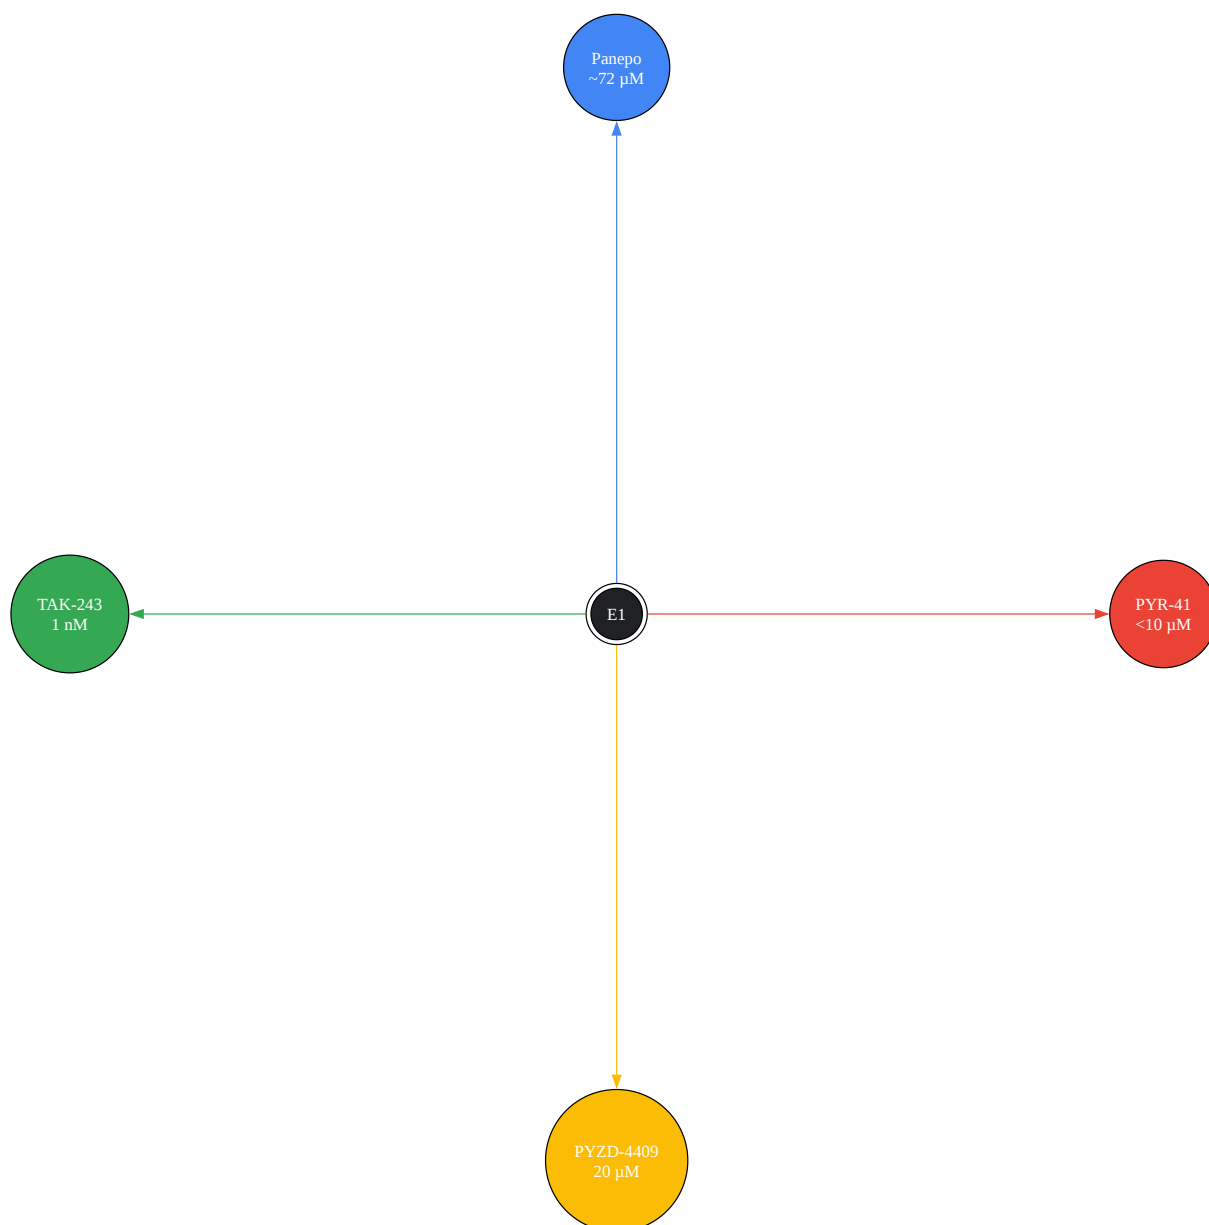 Panepo
~72 µM
TAK-243
1 nM
E1
PYR-41
<10 µM
PYZD-4409
20 µM